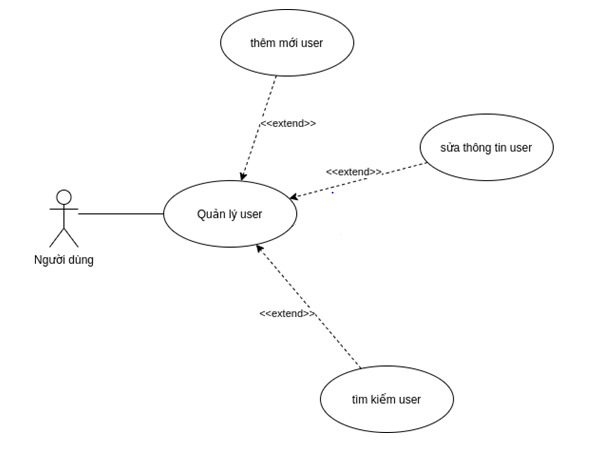 thêm mới user
<<extend>>
sửa thông tin user
<<extend>>
Quản lý user
Người dùng
<<extend>>
tìm kiếm user